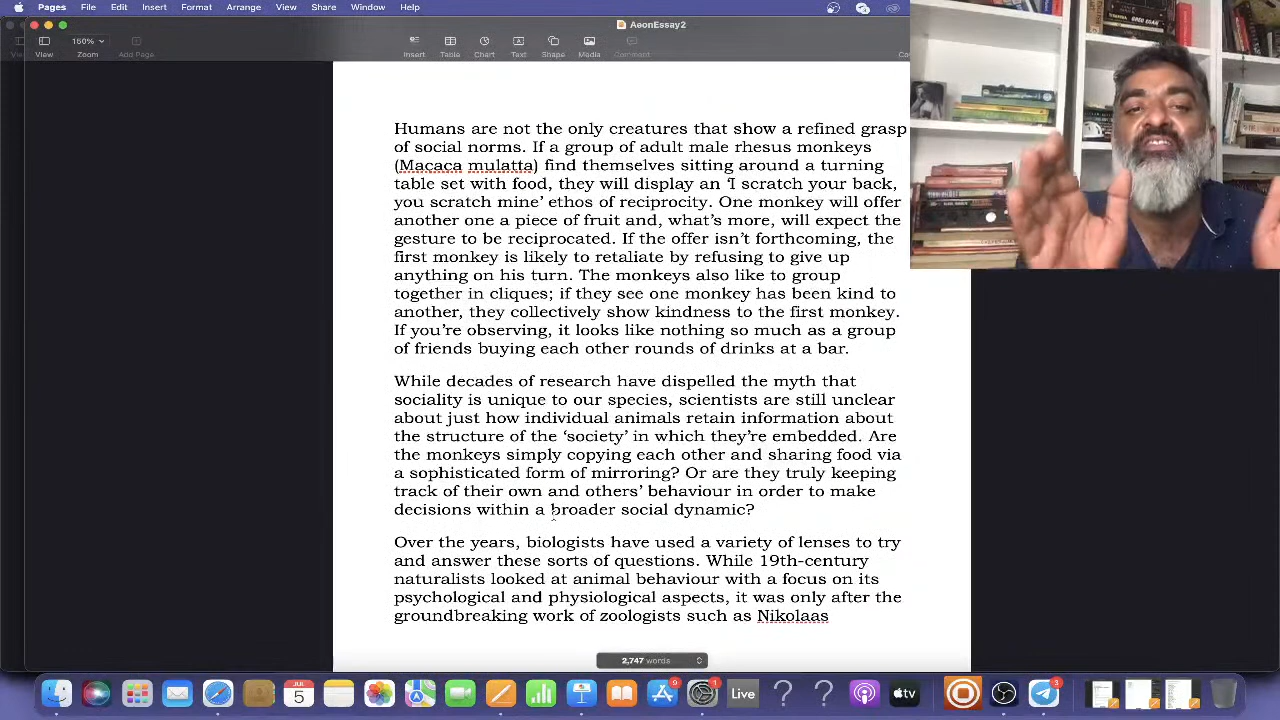 Pages File Edit Insert Format Arrange View Share Window Help
AeonEssay2
150%
View Zoom Add Page Insert Table Chart Text Shape Media Comment
GREG EGAN
Humans are not the only creatures that show a refined grasp
of social norms. If a group of adult male rhesus monkeys
(Macaca mulatta) find themselves sitting around a turning
table set with food, they will display an ‘I scratch your back,
you scratch mine’ ethos of reciprocity. One monkey will offer
another one a piece of fruit and, what’s more, will expect the
gesture to be reciprocated. If the offer isn’t forthcoming, the
first monkey is likely to retaliate by refusing to give up
anything on his turn. The monkeys also like to group
together in cliques; if they see one monkey has been kind to
another, they collectively show kindness to the first monkey.
If you’re observing, it looks like nothing so much as a group
of friends buying each other rounds of drinks at a bar.
While decades of research have dispelled the myth that
sociality is unique to our species, scientists are still unclear
about just how individual animals retain information about
the structure of the ‘society’ in which they’re embedded. Are
the monkeys simply copying each other and sharing food via
a sophisticated form of mirroring? Or are they truly keeping
track of their own and others’ behaviour in order to make
decisions within a broader social dynamic?
Over the years, biologists have used a variety of lenses to try
and answer these sorts of questions. While 19th-century
naturalists looked at animal behaviour with a focus on its
psychological and physiological aspects, it was only after the
groundbreaking work of zoologists such as Nikolaas
2,747 words
JUL
5
9
1
Live
tv
3